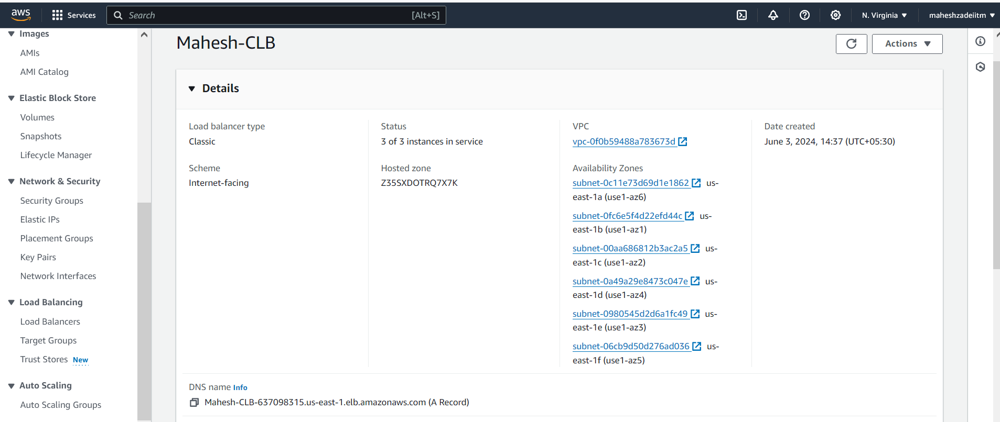 aws
Services
Search [Alt+S]
N. Virginia
maheshzadeiitm
Images
AMIs
AMI Catalog
Elastic Block Store
Volumes
Snapshots
Lifecycle Manager
Network & Security
Security Groups
Elastic IPs
Placement Groups
Key Pairs
Network Interfaces
Load Balancing
Load Balancers
Target Groups
Trust Stores New
Auto Scaling
Auto Scaling Groups
Mahesh-CLB
Actions
Details
Load balancer type
Classic
Scheme
Internet-facing
Status
3 of 3 instances in service
Hosted zone
Z35SXDOTRQ7X7K
VPC
vpc-0f0b59488a783673d
Availability Zones
subnet-0c11e73d69d1e1862 us-
east-1a (use1-az6)
subnet-0fc6e5f4d22efd44c us-
east-1b (use1-az1)
subnet-00aa686812b3ac2a5 us-
east-1c (use1-az2)
subnet-0a49a29e8473c047e us-
east-1d (use1-az4)
subnet-0980545d2d6a1fc49 us-
east-1e (use1-az3)
subnet-06cb9d50d276ad036 us-
east-1f (use1-az5)
Date created
June 3, 2024, 14:37 (UTC+05:30)
DNS name Info
Mahesh-CLB-637098315.us-east-1.elb.amazonaws.com (A Record)